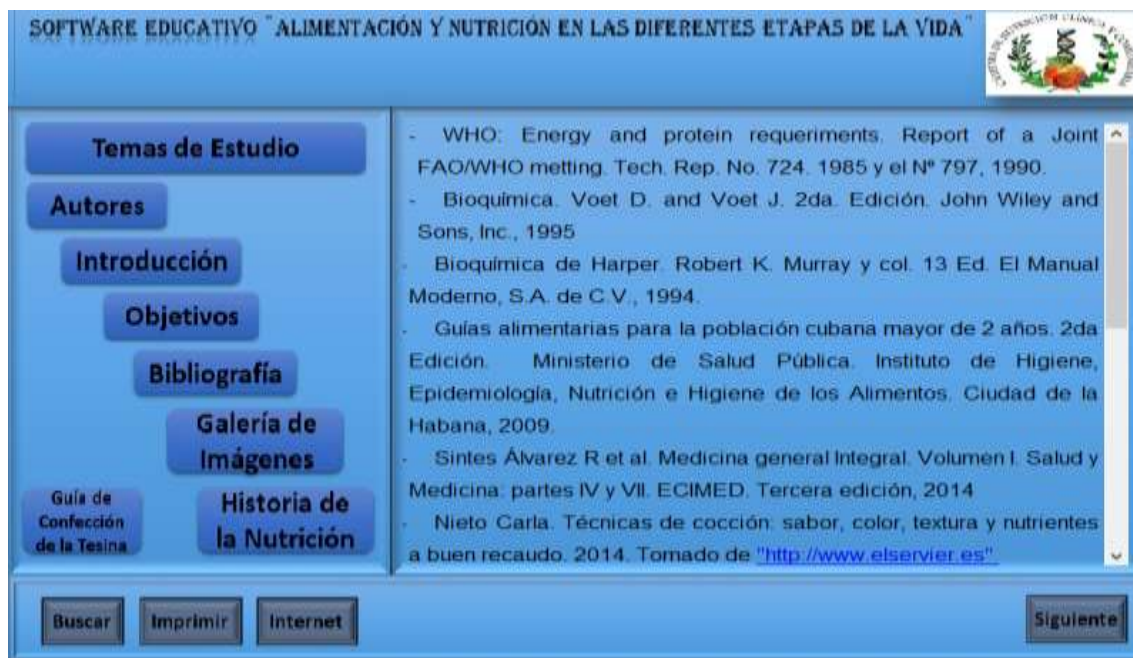 SOFTWARE EDUCATIVO ¨ALIMENTACIÓN Y NUTRICIÓN EN LAS DIFERENTES ETAPAS DE LA VIDA¨
Temas de Estudio
Autores
Introducción
Objetivos
Bibliografía
Galería de
Imágenes
Guía de
Confección
de la Tesina
Historia de
la Nutrición
- WHO: Energy and protein requeriments. Report of a Joint
FAO/WHO metting. Tech. Rep. No. 724. 1985 y el Nº 797, 1990.
- Bioquímica. Voet D. and Voet J. 2da. Edición. John Wiley and
Sons, Inc., 1995
- Bioquímica de Harper. Robert K. Murray y col. 13 Ed. El Manual
Moderno, S.A. de C.V., 1994.
- Guías alimentarias para la población cubana mayor de 2 años. 2da
Edición. Ministerio de Salud Pública. Instituto de Higiene,
Epidemiología, Nutrición e Higiene de los Alimentos. Ciudad de la
Habana, 2009.
- Sintes Álvarez R et al. Medicina general Integral. Volumen I. Salud y
Medicina: partes IV y VII. ECIMED. Tercera edición, 2014
- Nieto Carla. Técnicas de cocción: sabor, color, textura y nutrientes
a buen recaudo. 2014. Tomado de "http://www.elservier.es"
Buscar
Imprimir
Internet
Siguiente